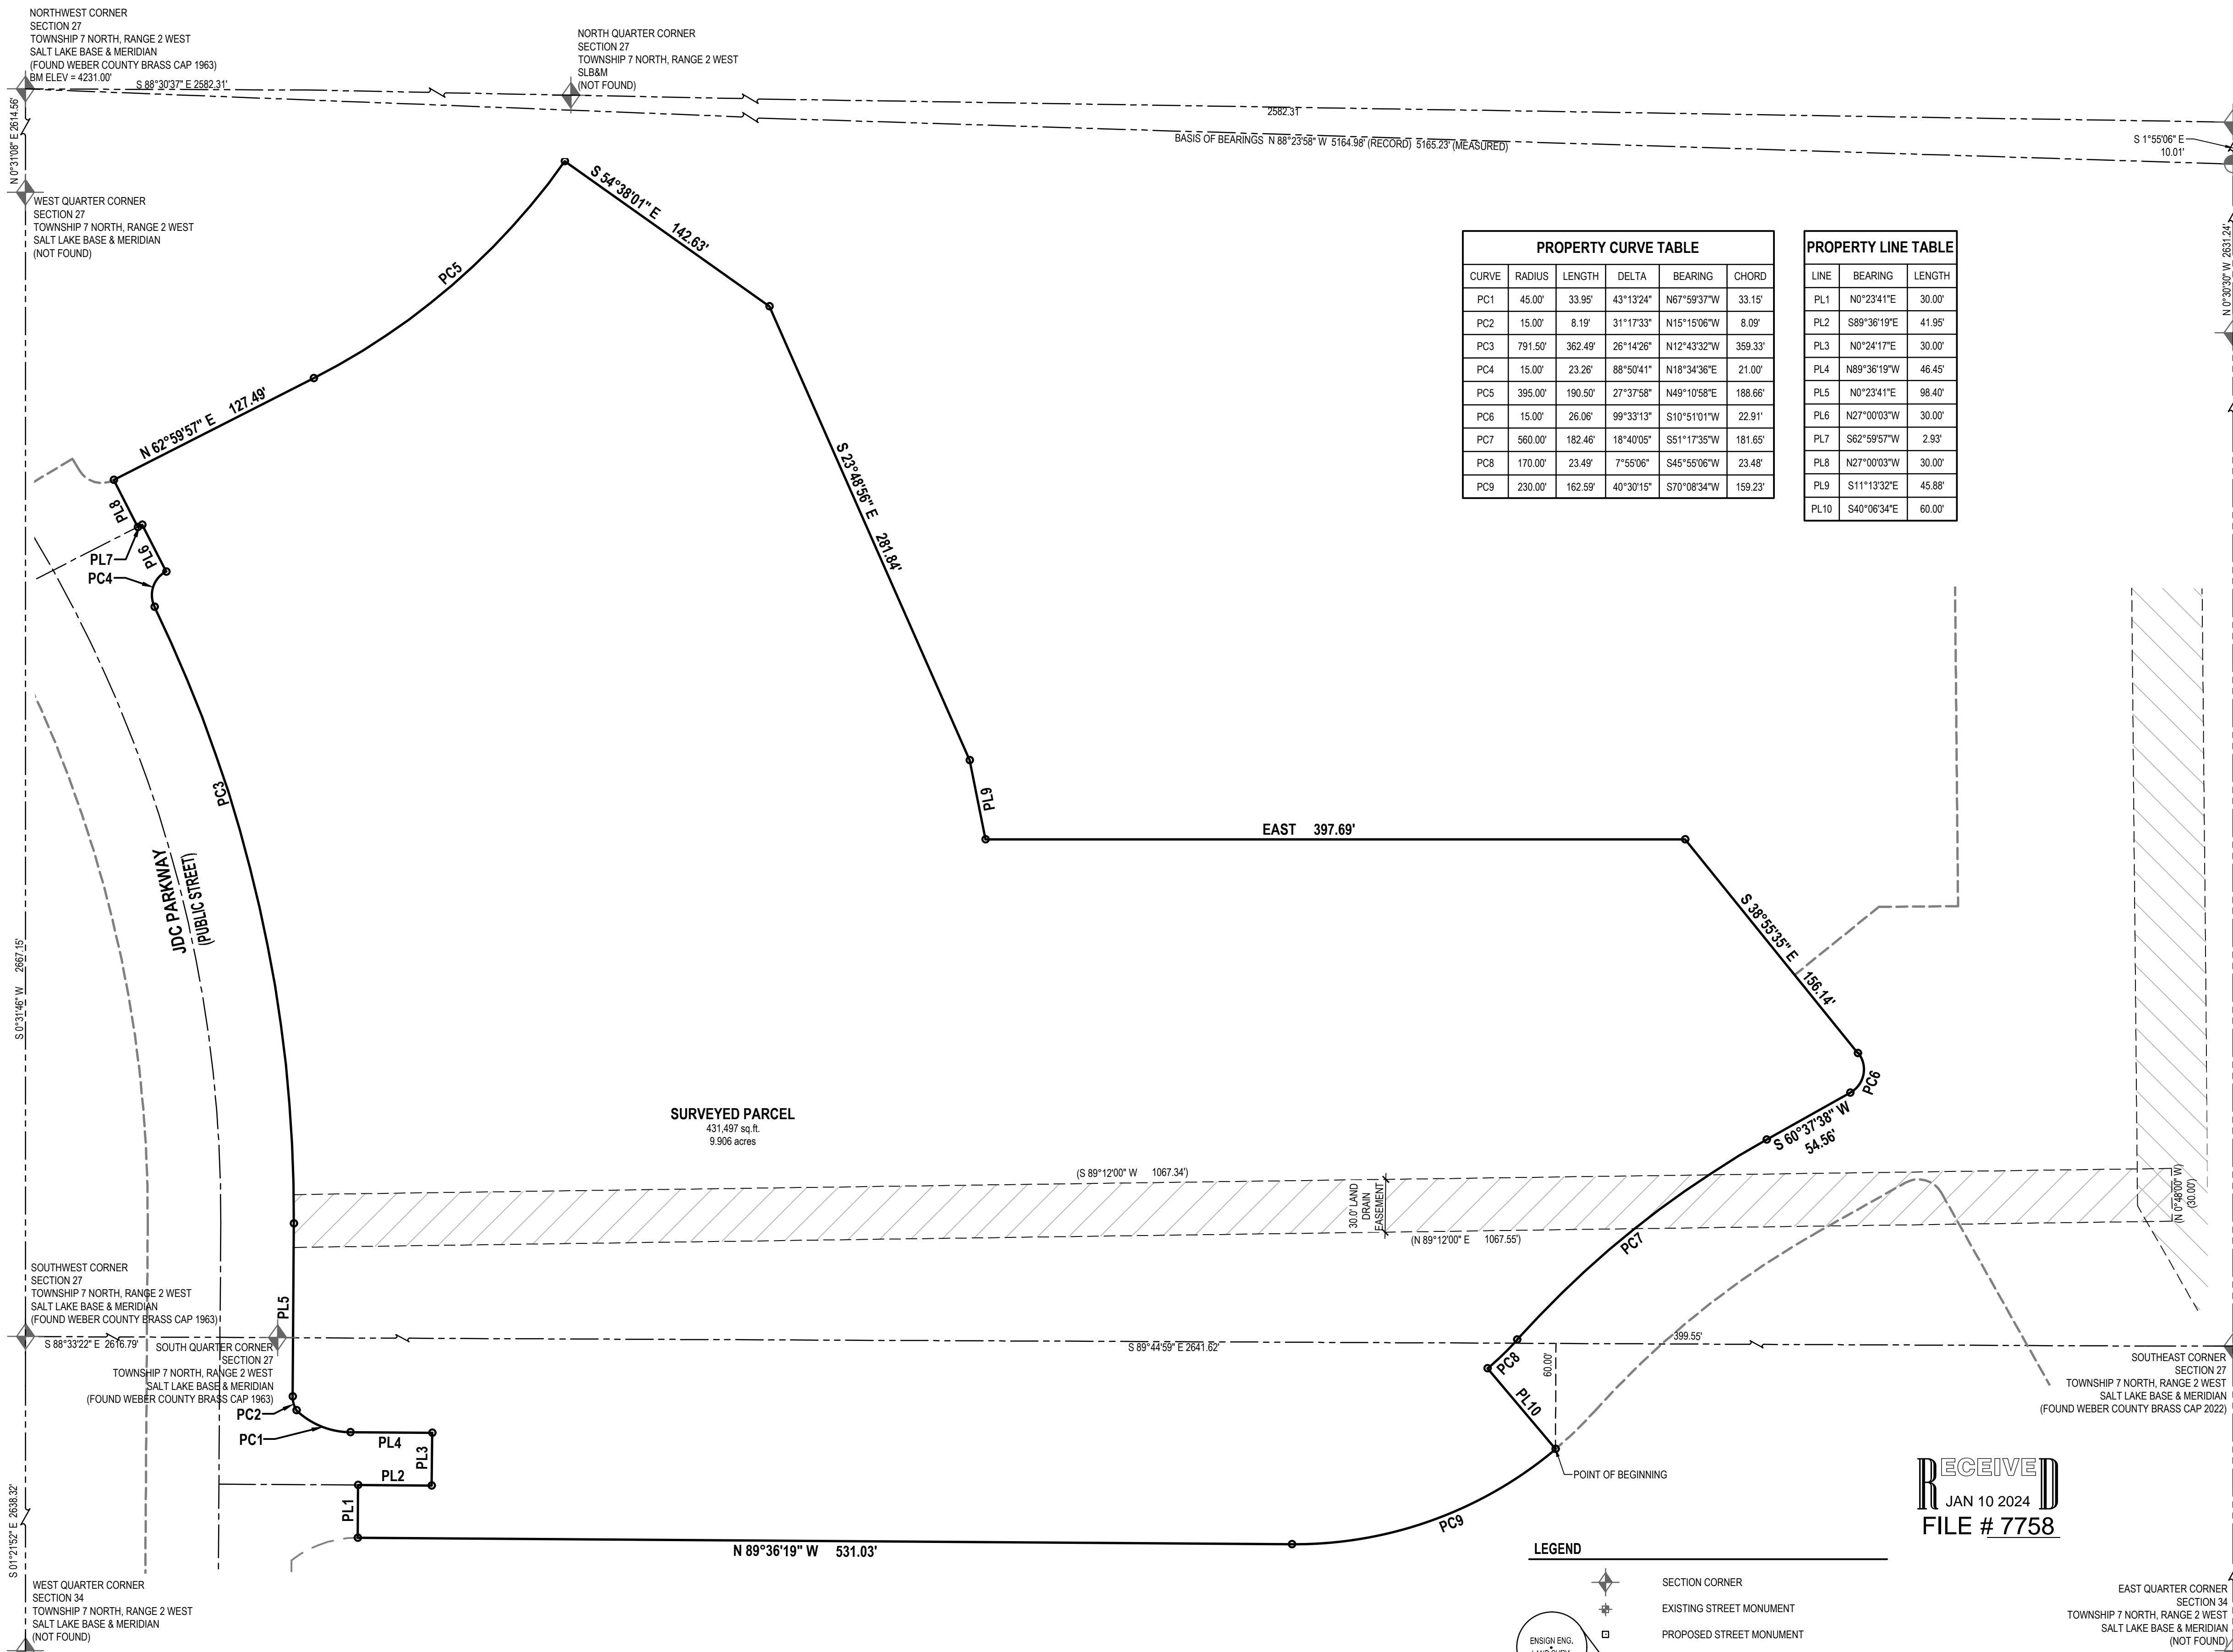 NORTHWEST CORNER
SECTION 27
TOWNSHIP 7 NORTH, RANGE 2 WEST
SALT LAKE BASE & MERIDIAN
(FOUND WEBER COUNTY BRASS CAP 1963)
BM ELEV = 4231.00'
S 88°30'37" E 2582.31'
NORTH QUARTER CORNER
SECTION 27
TOWNSHIP 7 NORTH, RANGE 2 WEST
SLB&M
(NOT FOUND)
2582.31'
BASIS OF BEARINGS N 88°23'58" W 5164.98' (RECORD) 5165.23' (MEASURED)
S 1°55'06" E
10.01'
N 0°31'08" E 2614.56'
WEST QUARTER CORNER
SECTION 27
TOWNSHIP 7 NORTH, RANGE 2 WEST
SALT LAKE BASE & MERIDIAN
(NOT FOUND)
N 0°30'30" W 2631.24'
S 54°38'01" E 142.63'
PC5
N 62°59'57" E 127.49'
PROPERTY CURVE TABLE
CURVE RADIUS LENGTH DELTA BEARING CHORD
PC1 45.00' 33.95' 43°13'24" N67°59'37"W 33.15'
PC2 15.00' 8.19' 31°17'33" N15°15'06"W 8.09'
PC3 791.50' 362.49' 26°14'26" N12°43'32"W 359.33'
PC4 15.00' 23.26' 88°50'41" N18°34'36"E 21.00'
PC5 395.00' 190.50' 27°37'58" N49°10'58"E 188.66'
PC6 15.00' 26.06' 99°33'13" S10°51'01"W 22.91'
PC7 560.00' 182.46' 18°40'05" S51°17'35"W 181.65'
PC8 170.00' 23.49' 7°55'06" S45°55'06"W 23.48'
PC9 230.00' 162.59' 40°30'15" S70°08'34"W 159.23'
PROPERTY LINE TABLE
LINE BEARING LENGTH
PL1 N0°23'41"E 30.00'
PL2 S89°36'19"E 41.95'
PL3 N0°24'17"E 30.00'
PL4 N89°36'19"W 46.45'
PL5 N0°23'41"E 98.40'
PL6 N27°00'03"W 30.00'
PL7 S62°59'57"W 2.93'
PL8 N27°00'03"W 30.00'
PL9 S11°13'32"E 45.88'
PL10 S40°06'34"E 60.00'
PL8
PL7
PL6
PC4
S 23°48'56" E 281.84'
PC3
JDC PARKWAY
(PUBLIC STREET)
PL9
EAST 397.69'
S 38°55'35" E 156.14'
PC6
S 60°37'38" W
54.56'
S 0°31'46" W 2667.15'
SURVEYED PARCEL
431,497 sq.ft.
9.906 acres
(S 89°12'00" W 1067.34')
30.0' LAND
DRAIN
EASEMENT
(N 89°12'00" E 1067.55')
(N 0°48'00" W)
(30.00')
PC7
SOUTHWEST CORNER
SECTION 27
TOWNSHIP 7 NORTH, RANGE 2 WEST
SALT LAKE BASE & MERIDIAN
(FOUND WEBER COUNTY BRASS CAP 1963)
PL5
S 88°33'22" E 2616.79'
SOUTH QUARTER CORNER
SECTION 27
TOWNSHIP 7 NORTH, RANGE 2 WEST
SALT LAKE BASE & MERIDIAN
(FOUND WEBER COUNTY BRASS CAP 1963)
S 89°44'59" E 2641.62'
399.55'
60.00'
PC8
PL10
SOUTHEAST CORNER
SECTION 27
TOWNSHIP 7 NORTH, RANGE 2 WEST
SALT LAKE BASE & MERIDIAN
(FOUND WEBER COUNTY BRASS CAP 2022)
PC2
PC1
PL4
PL3
PL2
PL1
POINT OF BEGINNING
PC9
N 89°36'19" W 531.03'
S 01°21'52" E 2638.32'
RECEIVED
JAN 10 2024
FILE # 7758
WEST QUARTER CORNER
SECTION 34
TOWNSHIP 7 NORTH, RANGE 2 WEST
SALT LAKE BASE & MERIDIAN
(NOT FOUND)
LEGEND
SECTION CORNER
EXISTING STREET MONUMENT
PROPOSED STREET MONUMENT
ENSIGN ENG.
EAST QUARTER CORNER
SECTION 34
TOWNSHIP 7 NORTH, RANGE 2 WEST
SALT LAKE BASE & MERIDIAN
(NOT FOUND)